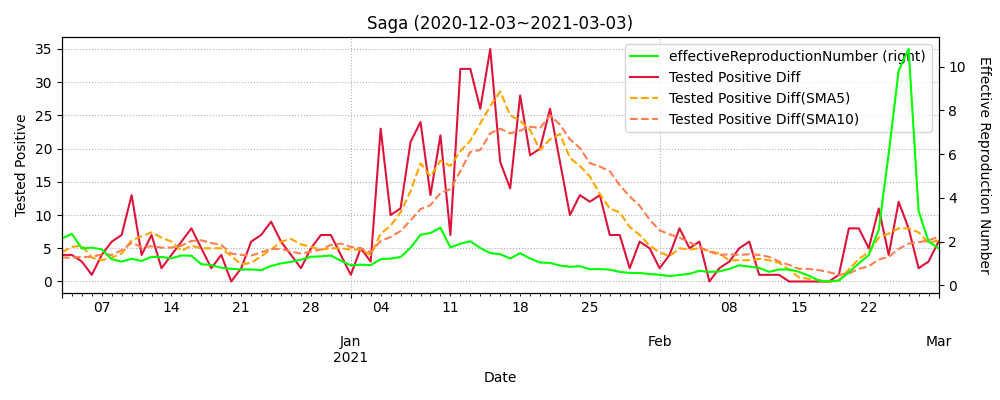 Saga (2020-12-03~2021-03-03)
effectiveReproductionNumber (right)
Tested Positive Diff
Tested Positive Diff(SMA5)
Tested Positive Diff(SMA10)
Tested Positive
35
30
25
20
15
10
5
0
Effective Reproduction Number
10
8
6
4
2
0
07 14 21 28 04 11 18 25 08 15 22
Jan Feb Mar
2021
Date